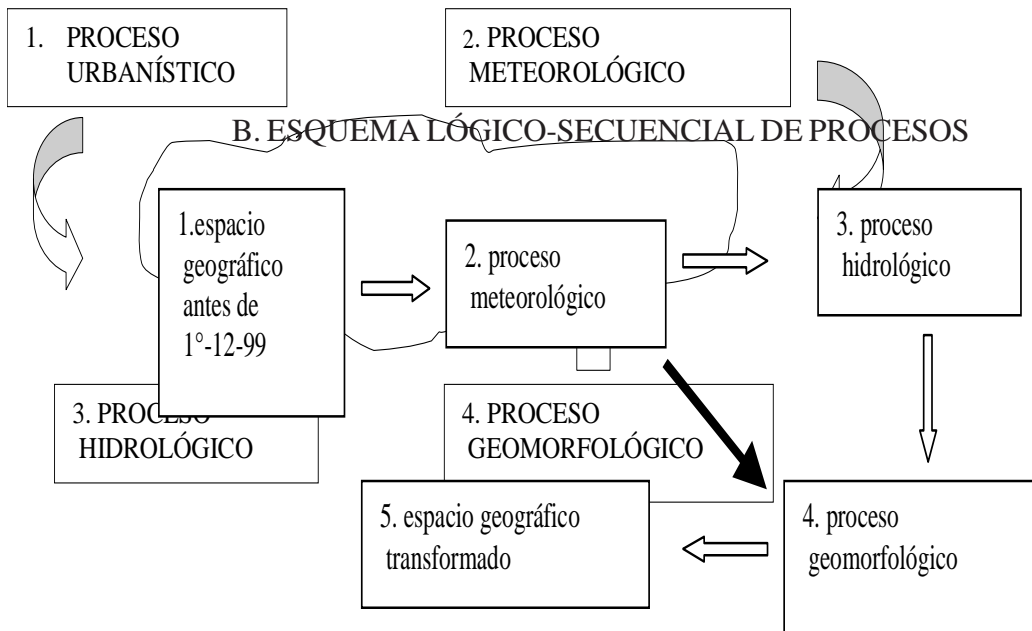 1. PROCESO
URBANÍSTICO
2. PROCESO
METEOROLÓGICO
B. ESQUEMA LÓGICO-SECUENCIAL DE PROCESOS
1.espacio
geográfico
antes de
1°-12-99
2. proceso
meteorológico
3. proceso
hidrológico
3. PROCESO
HIDROLÓGICO
4. PROCESO
GEOMORFOLÓGICO
5. espacio geográfico
transformado
4. proceso
geomorfológico